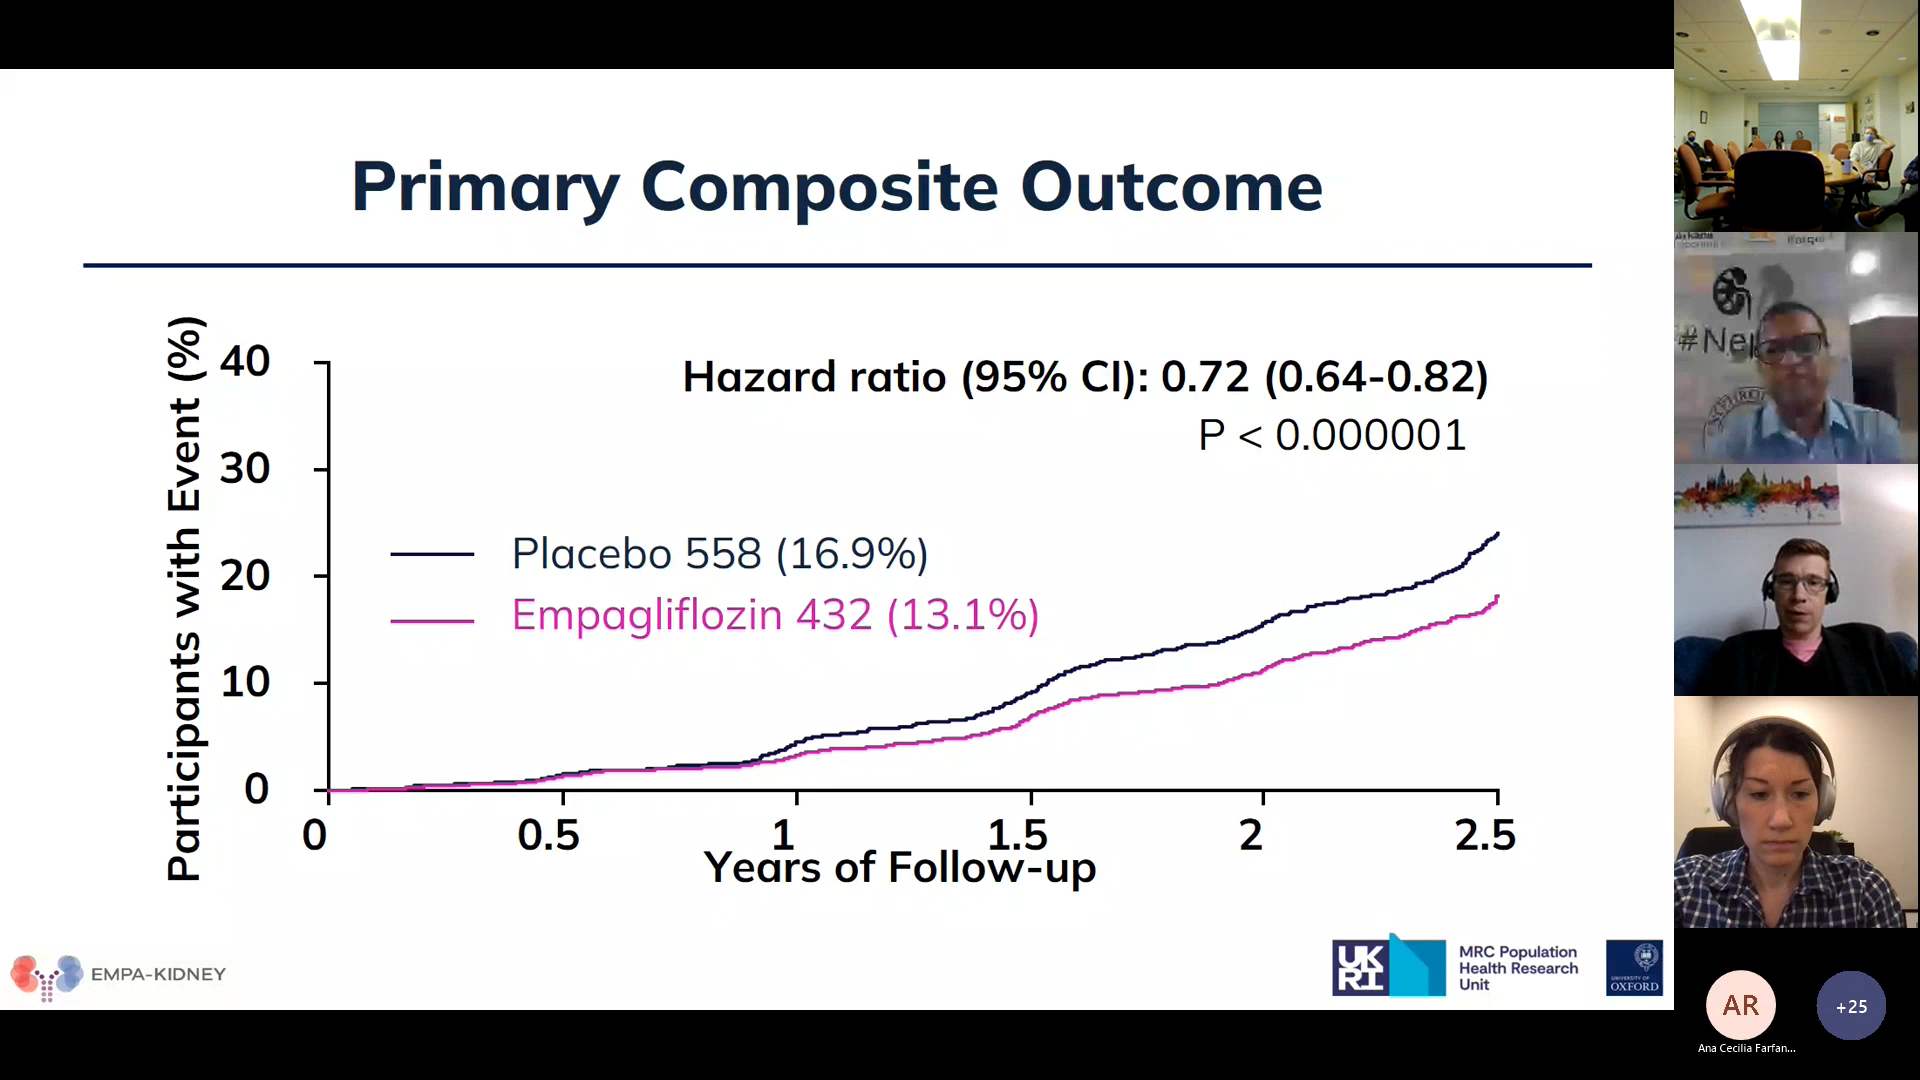 Primary Composite Outcome
Participants with Event (%)
40
30
20
10
0
Hazard ratio (95% CI): 0.72 (0.64-0.82)
P < 0.000001
Placebo 558 (16.9%)
Empagliflozin 432 (13.1%)
0 0.5 1 1.5 2 2.5
Years of Follow-up
EMPA-KIDNEY
UK
RI
MRC Population
Health Research
Unit
UNIVERSITY OF
OXFORD
AR
+25
Ana Cecilia Farfan...